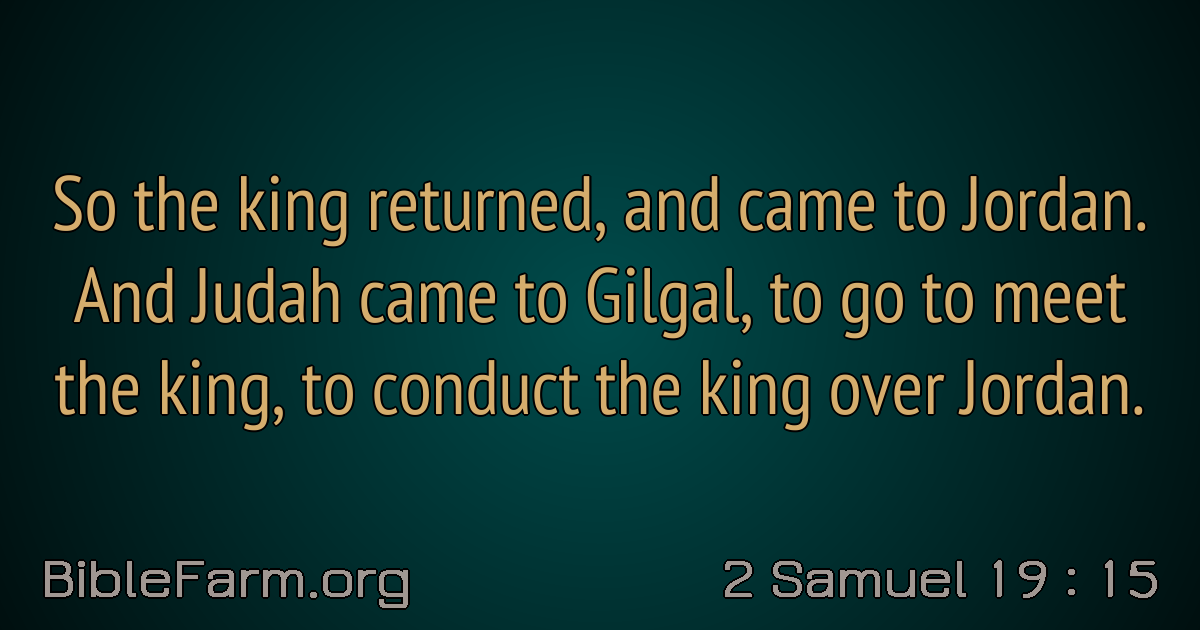 So the king returned, and came to Jordan.
And Judah came to Gilgal, to go to meet
the king, to conduct the king over Jordan.
BibleFarm.org
2 Samuel 19 : 15